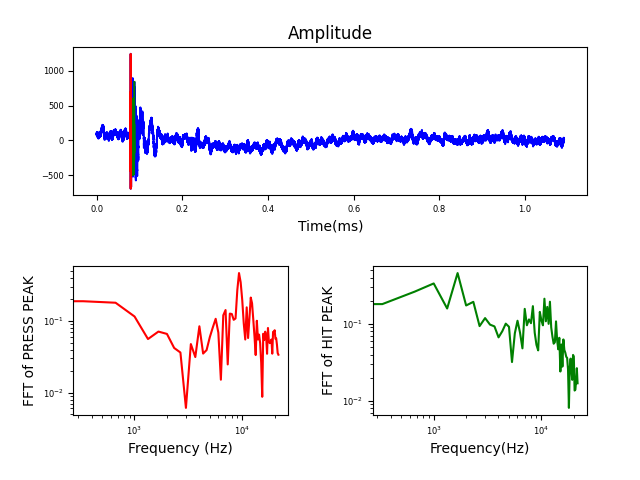 Amplitude
1000
500
0
−500
0.0 0.2 0.4 0.6 0.8 1.0
Time(ms)
FFT of PRESS PEAK
10⁻¹
10⁻²
10³ 10⁴
Frequency (Hz)
FFT of HIT PEAK
10⁻¹
10⁻²
10³ 10⁴
Frequency(Hz)